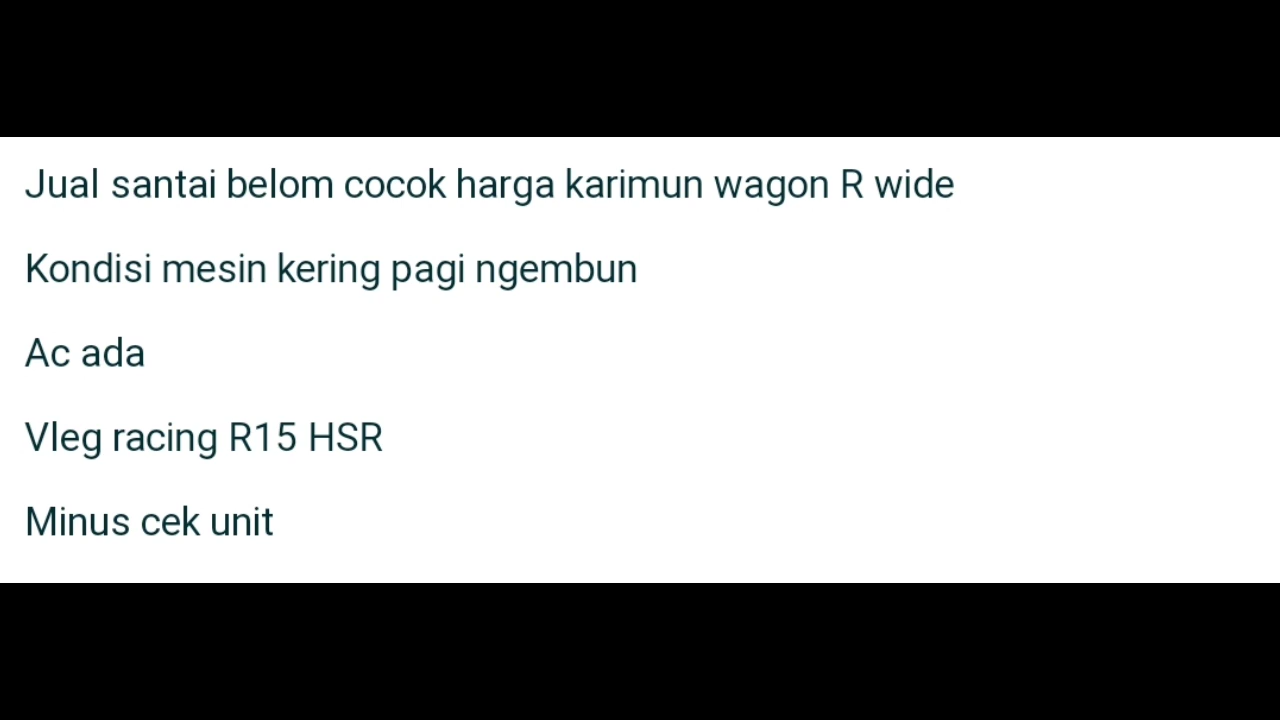 Jual santai belom cocok harga karimun wagon R wide
Kondisi mesin kering pagi ngembun
Ac ada
Vleg racing R15 HSR
Minus cek unit